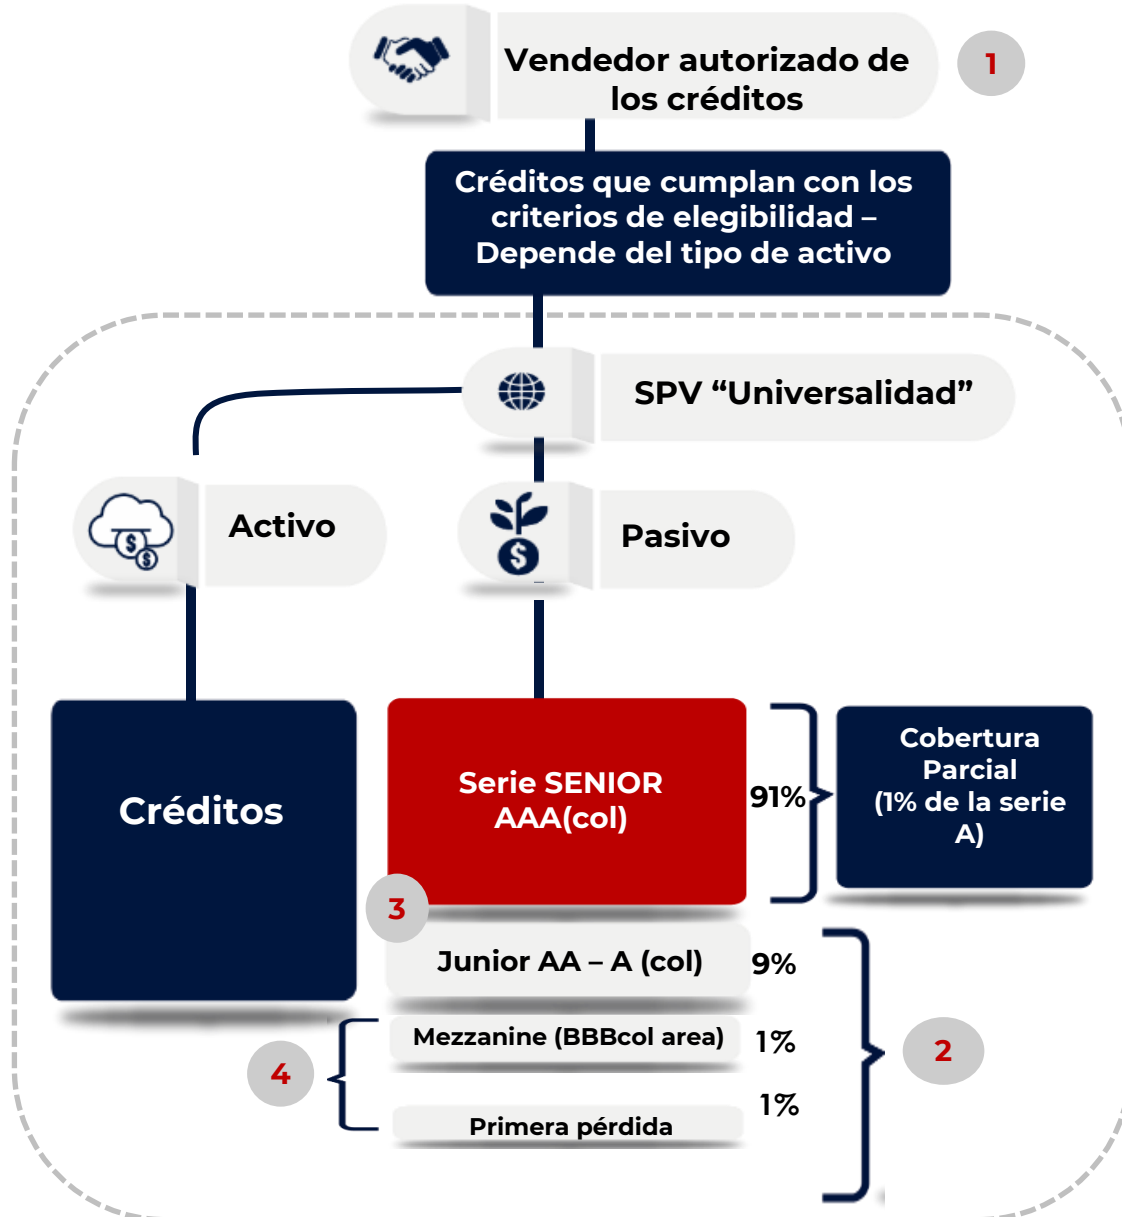 Vendedor autorizado de
los créditos
1
Créditos que cumplan con los
criterios de elegibilidad –
Depende del tipo de activo
SPV “Universalidad”
Activo
Pasivo
Créditos
Serie SENIOR
AAA(col)
91%
Cobertura
Parcial
(1% de la serie
A)
3
Junior AA – A (col)
9%
Mezzanine (BBBcol area)
1%
2
4
1%
Primera pérdida
$
$
$